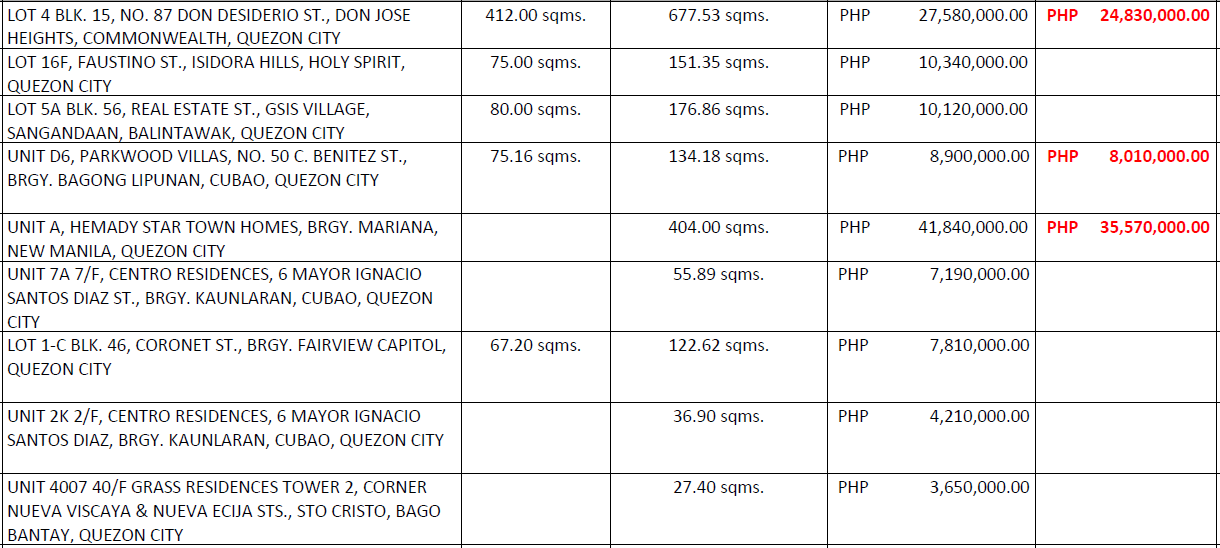 LOT 4 BLK. 15, NO. 87 DON DESIDERIO ST., DON JOSE 412.00 sqms. 677.53 sqms. PHP 27,580,000.00 PHP 24,830,000.00
HEIGHTS, COMMONWEALTH, QUEZON CITY
LOT 16F, FAUSTINO ST., ISIDORA HILLS, HOLY SPIRIT, 75.00 sqms. 151.35 sqms. PHP 10,340,000.00
QUEZON CITY
LOT 5A BLK. 56, REAL ESTATE ST., GSIS VILLAGE, 80.00 sqms. 176.86 sqms. PHP 10,120,000.00
SANGANDAAN, BALINTAWAK, QUEZON CITY
UNIT D6, PARKWOOD VILLAS, NO. 50 C. BENITEZ ST., 75.16 sqms. 134.18 sqms. PHP 8,900,000.00 PHP 8,010,000.00
BRGY. BAGONG LIPUNAN, CUBAO, QUEZON CITY
UNIT A, HEMADY STAR TOWN HOMES, BRGY. MARIANA, 404.00 sqms. PHP 41,840,000.00 PHP 35,570,000.00
NEW MANILA, QUEZON CITY
UNIT 7A 7/F, CENTRO RESIDENCES, 6 MAYOR IGNACIO 55.89 sqms. PHP 7,190,000.00
SANTOS DIAZ ST., BRGY. KAUNLARAN, CUBAO, QUEZON
CITY
LOT 1-C BLK. 46, CORONET ST., BRGY. FAIRVIEW CAPITOL, 67.20 sqms. 122.62 sqms. PHP 7,810,000.00
QUEZON CITY
UNIT 2K 2/F, CENTRO RESIDENCES, 6 MAYOR IGNACIO 36.90 sqms. PHP 4,210,000.00
SANTOS DIAZ, BRGY. KAUNLARAN, CUBAO, QUEZON CITY
UNIT 4007 40/F GRASS RESIDENCES TOWER 2, CORNER 27.40 sqms. PHP 3,650,000.00
NUEVA VISCAYA & NUEVA ECIJA STS., STO CRISTO, BAGO
BANTAY, QUEZON CITY